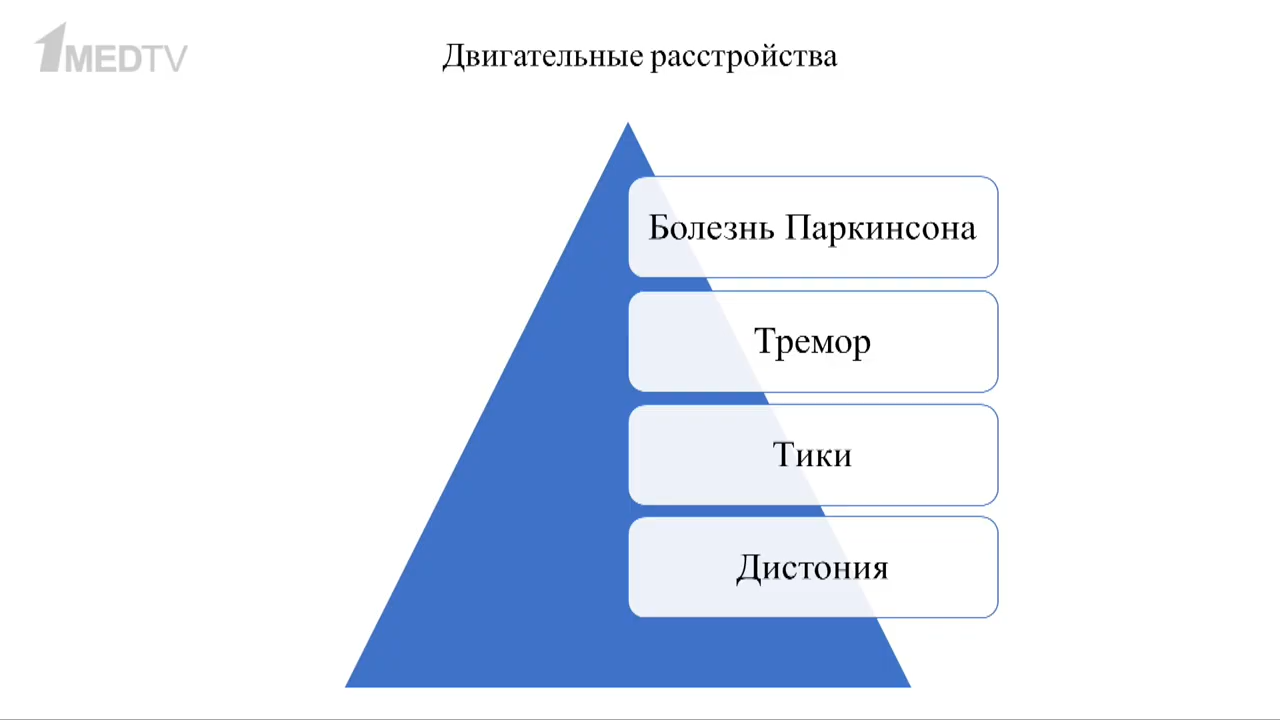 1MEDTV
Двигательные расстройства
Болезнь Паркинсона
Тремор
Тики
Дистония